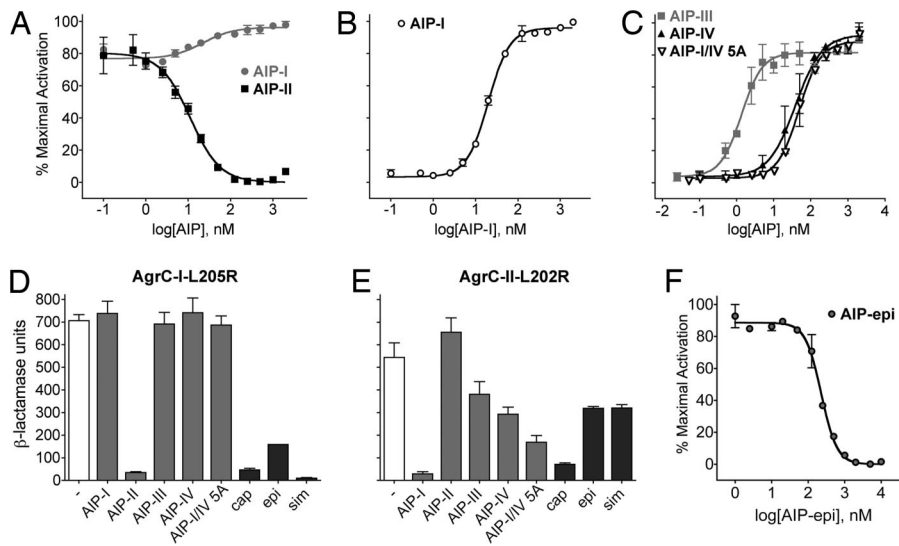 A
% Maximal Activation
100
80
60
40
20
0
AIP-I
AIP-II
-1 0 1 2 3
log[AIP], nM
B
AIP-I
-1 0 1 2 3
log[AIP-I], nM
C
AIP-III
AIP-IV
AIP-I/IV 5A
-2 -1 0 1 2 3 4
log[AIP], nM
D
AgrC-I-L205R
β-lactamase units
800
700
600
500
400
300
200
100
0
- AIP-I AIP-II AIP-III AIP-IV AIP-I/IV 5A cap epi sim
E
AgrC-II-L202R
- AIP-I AIP-II AIP-III AIP-IV AIP-I/IV 5A cap epi sim
F
% Maximal Activation
100
80
60
40
20
0
AIP-epi
0 1 2 3 4
log[AIP-epi], nM